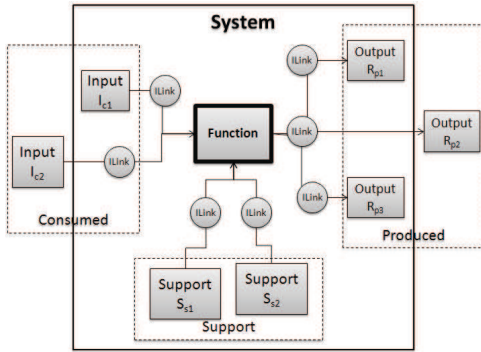 System
Input
Ic1
ILink
Input
Ic2
ILink
Consumed
Function
ILink
Output
Rp1
ILink
Output
Rp2
ILink
Output
Rp3
Produced
ILink
ILink
Support
Ss1
Support
Ss2
Support